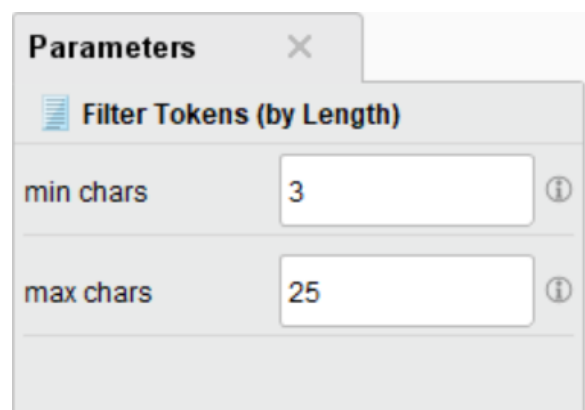 Parameters
Filter Tokens (by Length)
min chars 3
max chars 25